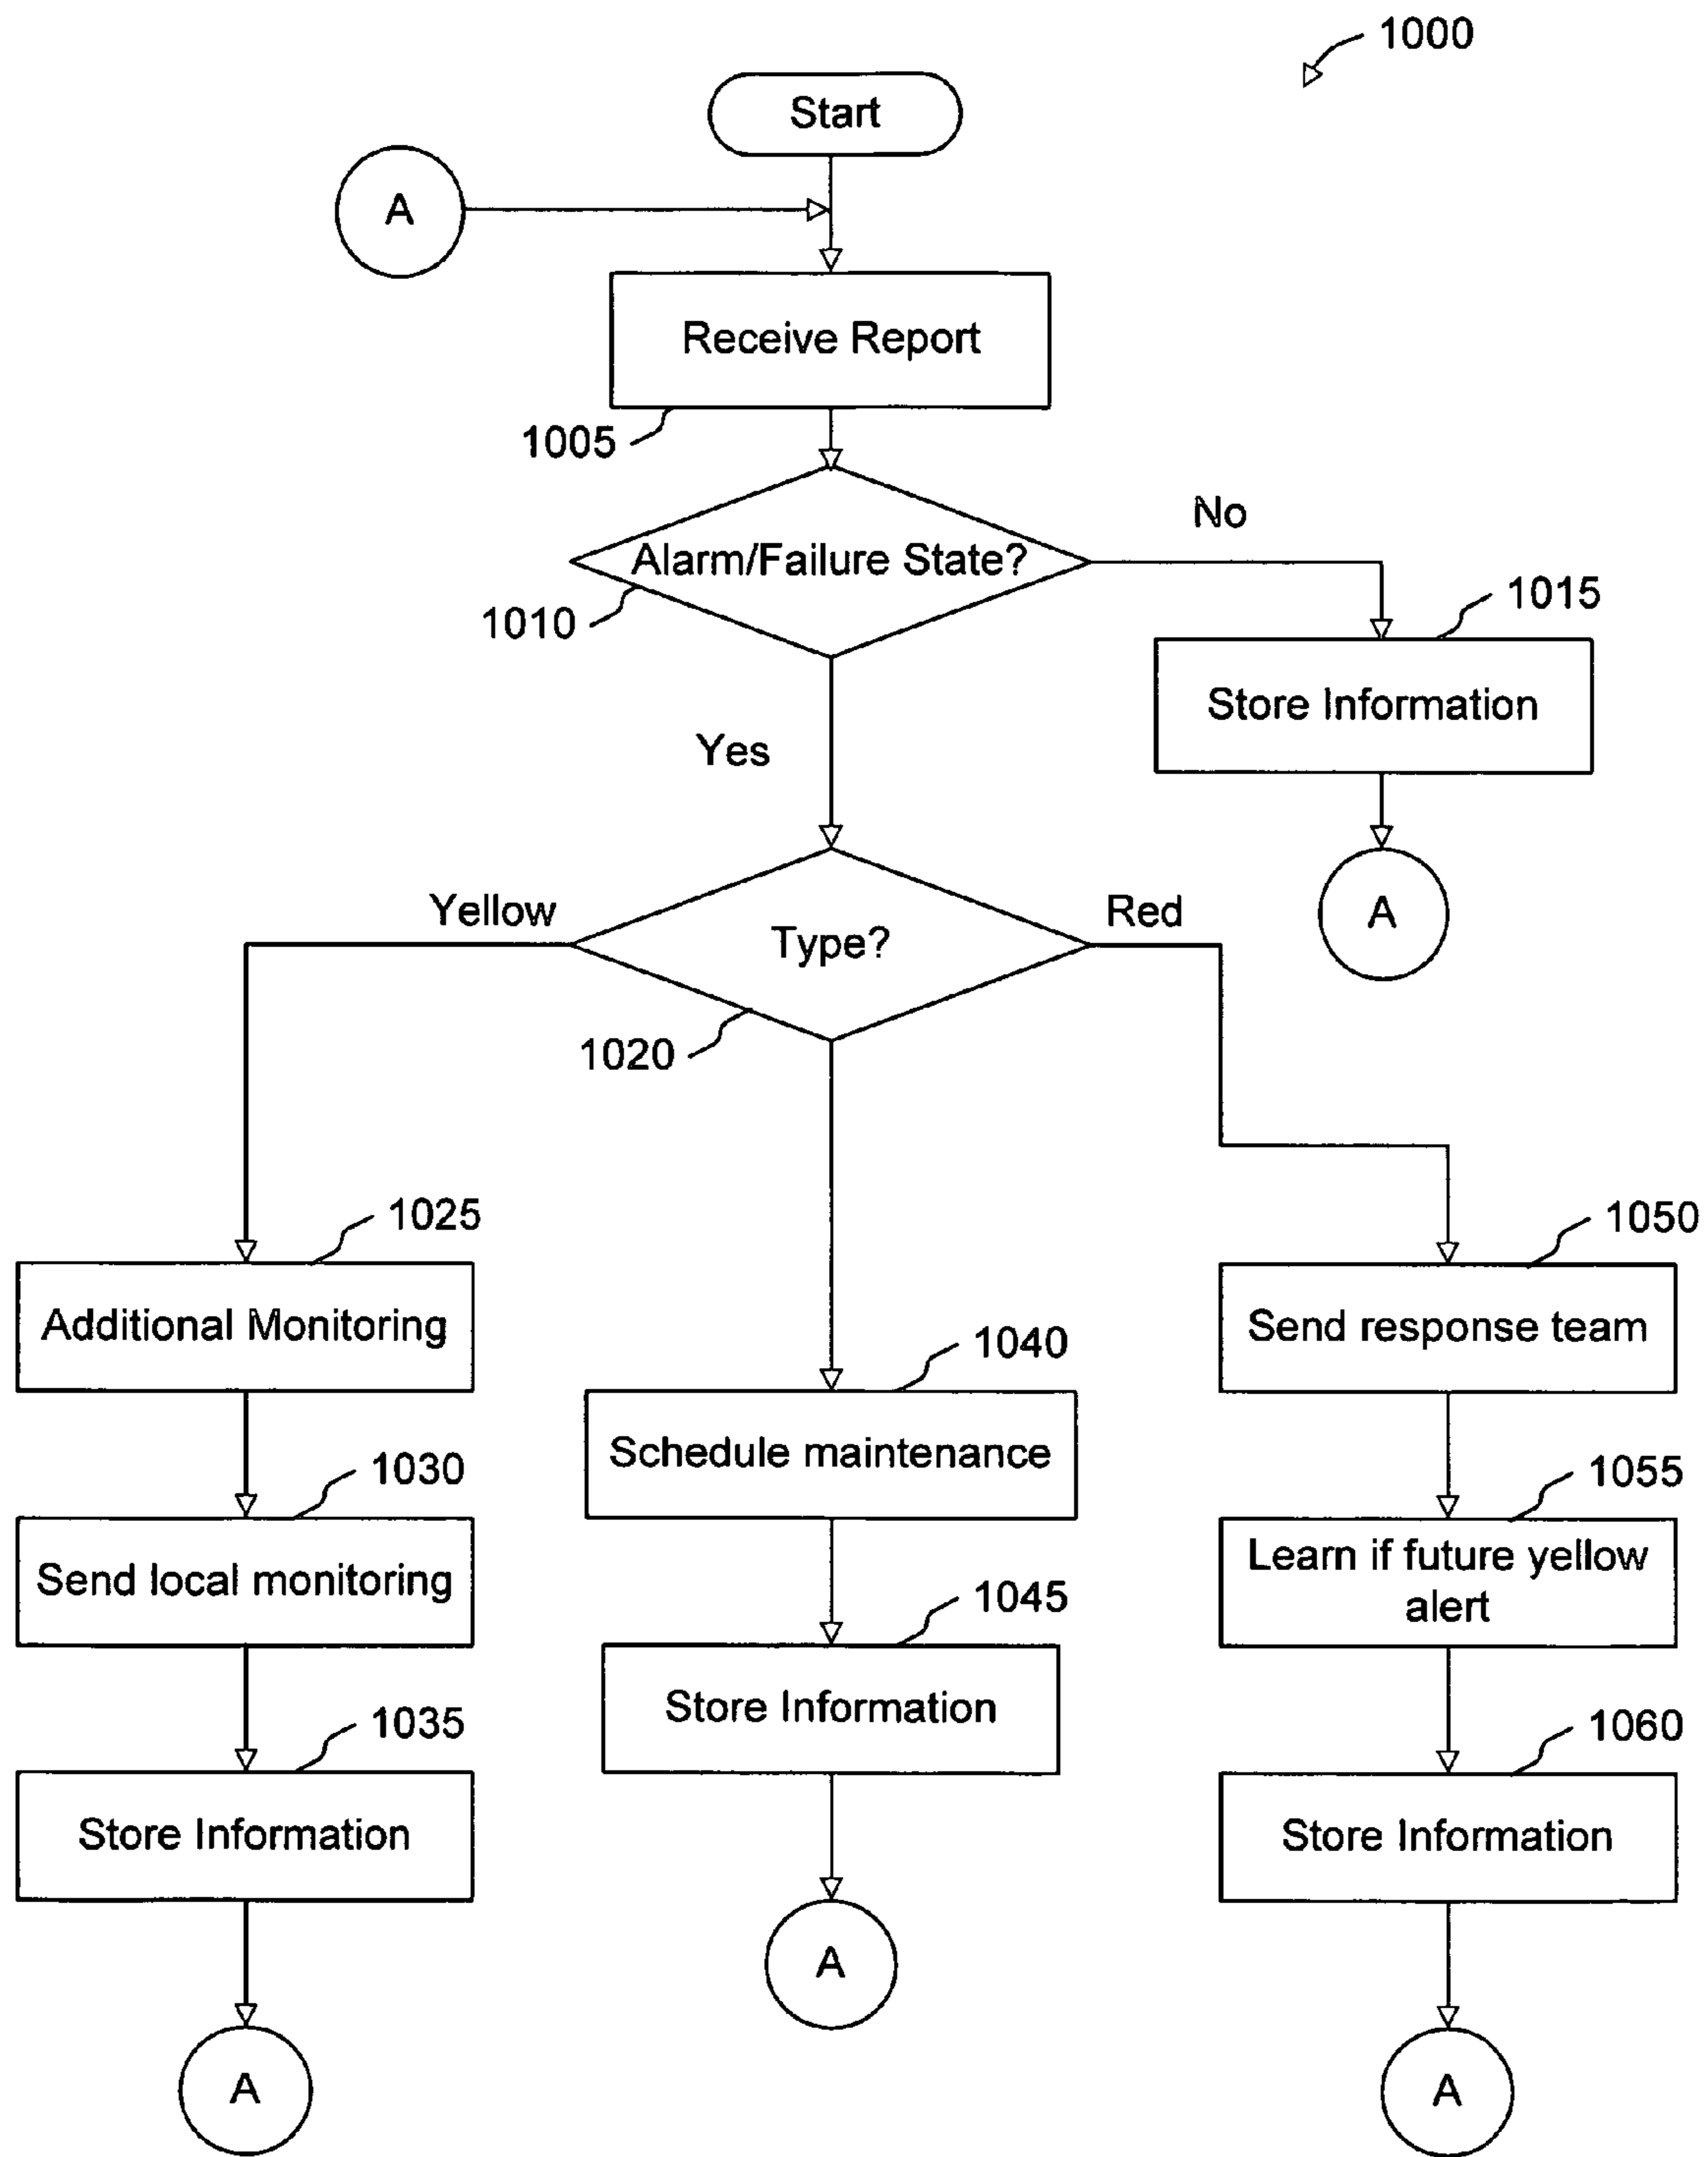 1000
Start
A
Receive Report
1005
Alarm/Failure State?
No
1010
1015
Store Information
Yes
A
Yellow
Type?
Red
1020
1025
Additional Monitoring
1030
Send local monitoring
1035
Store Information
A
1040
Schedule maintenance
1045
Store Information
A
1050
Send response team
1055
Learn if future yellow
alert
1060
Store Information
A